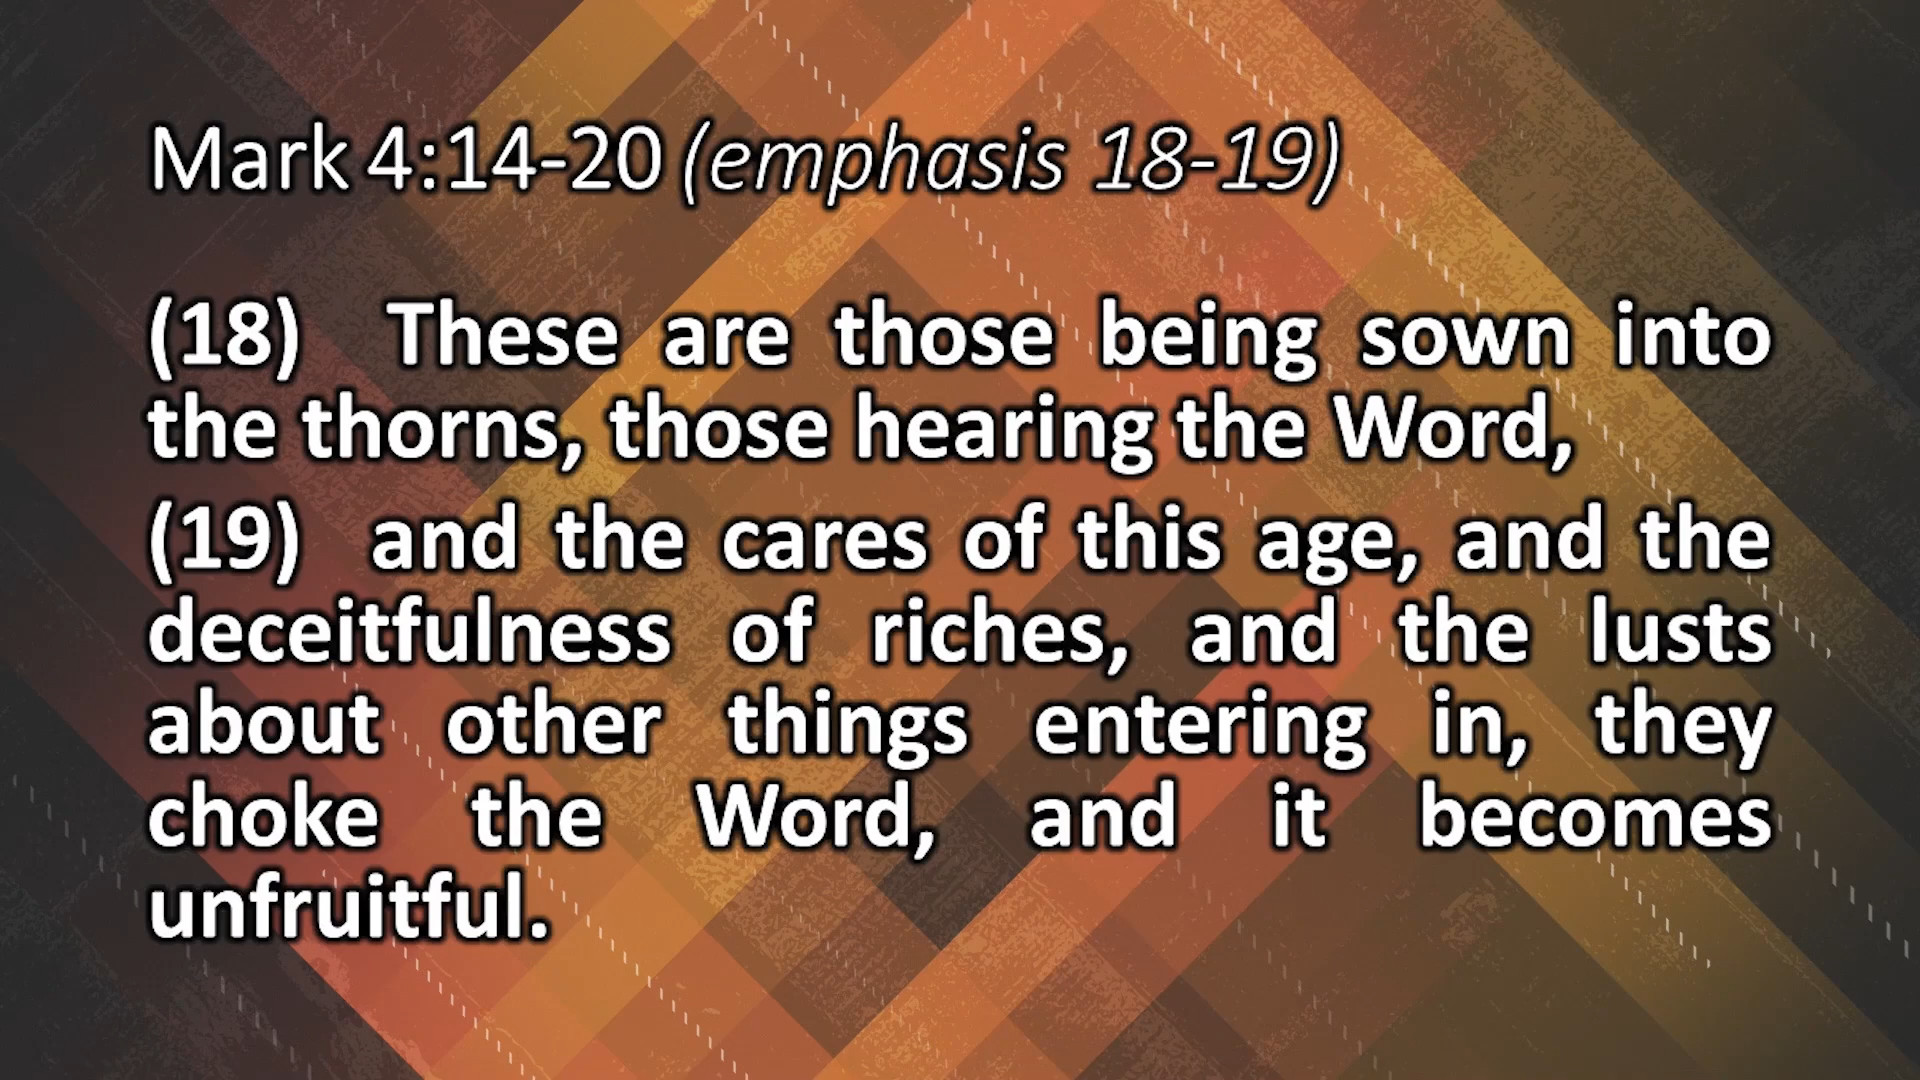 Mark 4:14-20 (emphasis 18-19)
(18) These are those being sown into
the thorns, those hearing the Word,
(19) and the cares of this age, and the
deceitfulness of riches, and the lusts
about other things entering in, they
choke the Word, and it becomes
unfruitful.